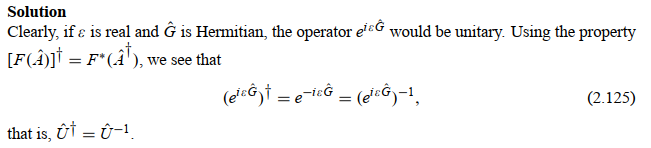 Solution
Clearly, if ε is real and Ĝ is Hermitian, the operator e^{iεĜ} would be unitary. Using the property
[F(Â)]† = F*(Â†), we see that
(e^{iεĜ})† = e^{−iεĜ} = (e^{iεĜ})^{−1}, (2.125)
that is, Û† = Û^{−1}.